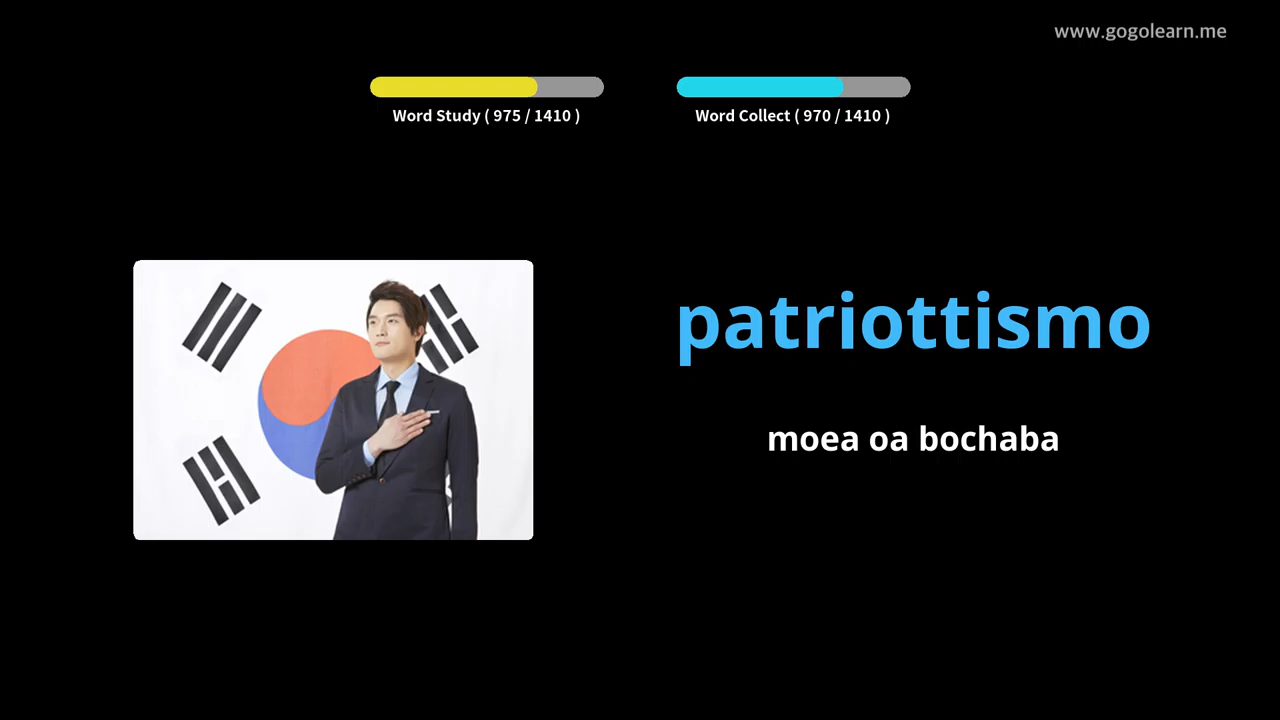 www.gogolearn.me
Word Study ( 975 / 1410 )
Word Collect ( 970 / 1410 )
patriottismo
moea oa bochaba